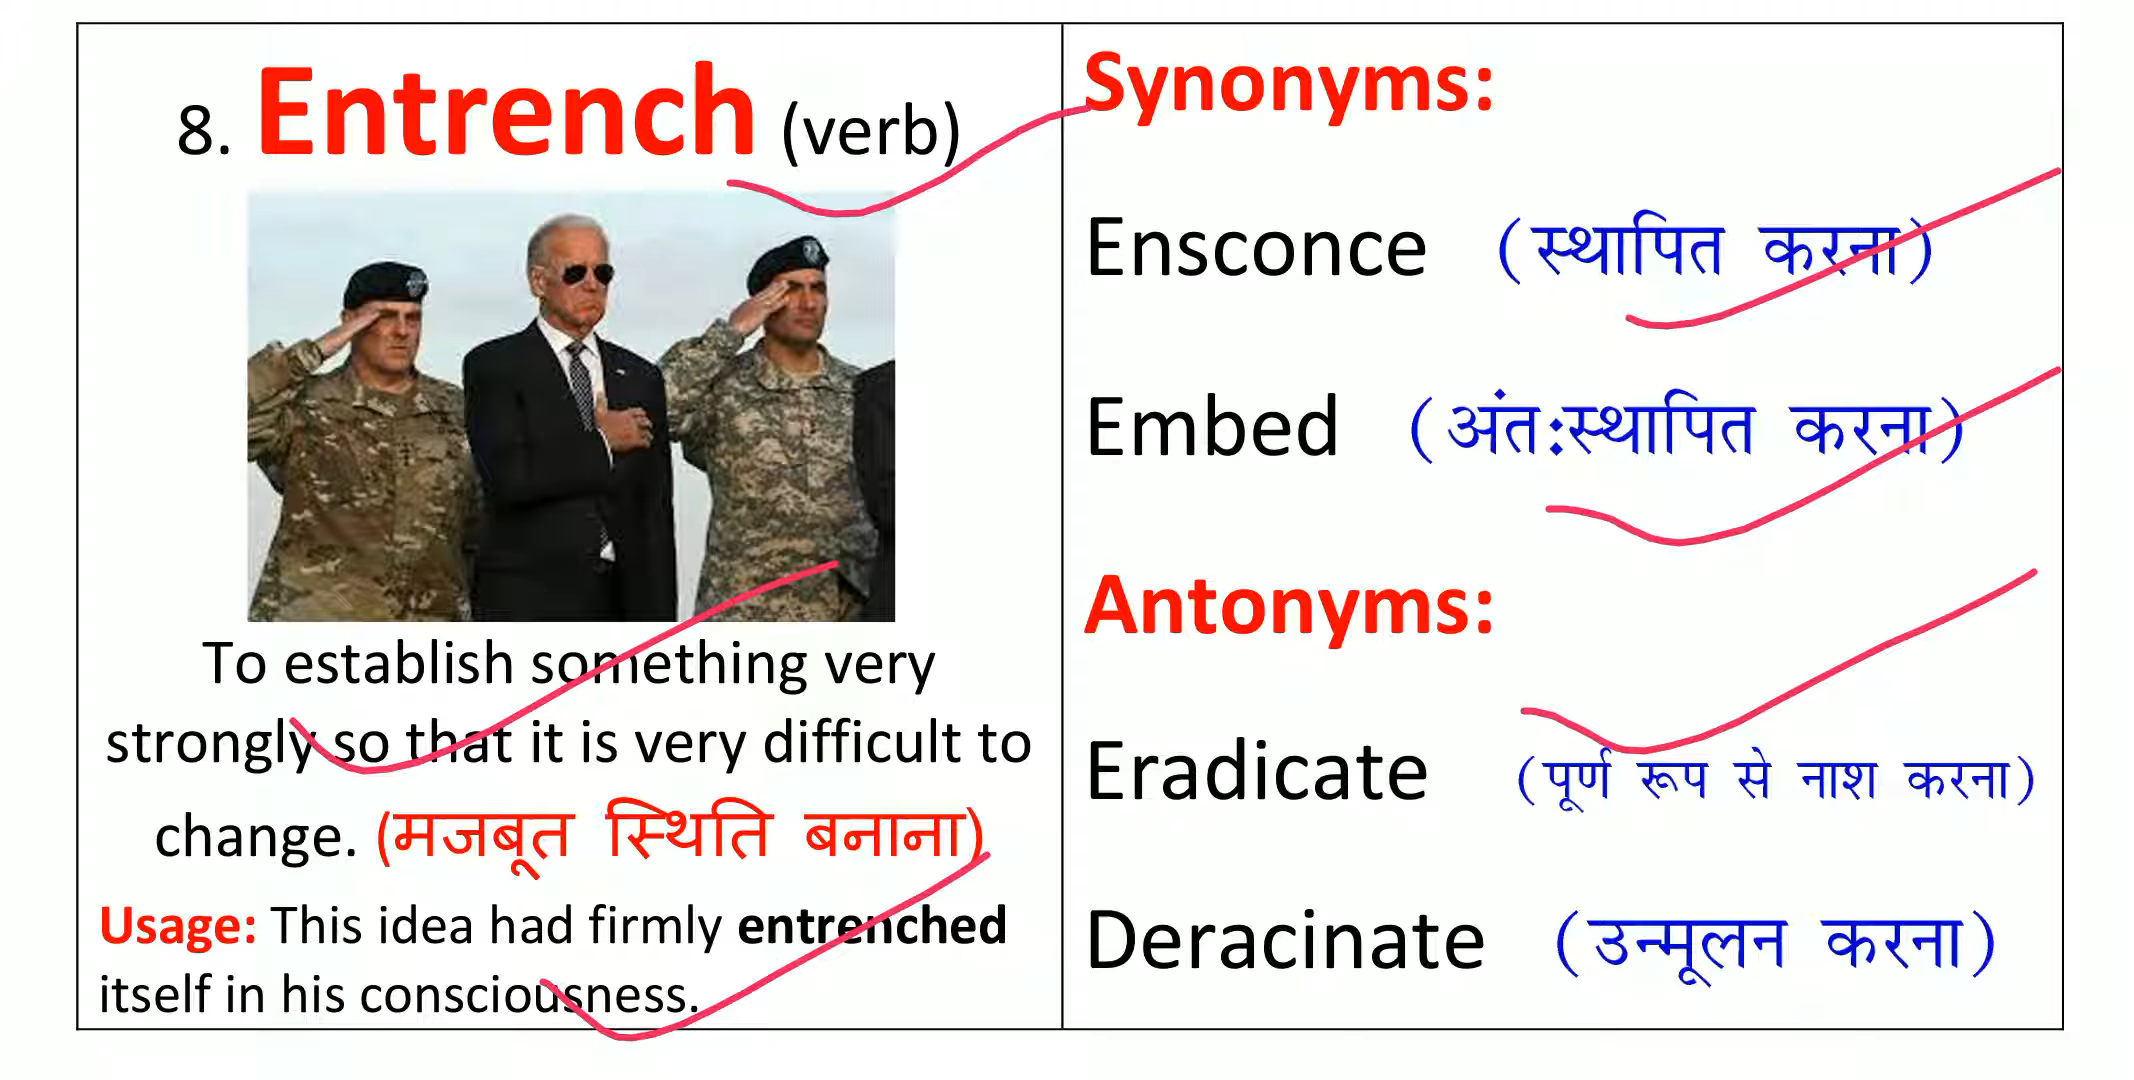 8. Entrench (verb)
To establish something very
strongly so that it is very difficult to
change. (मजबूत स्थिति बनाना)
Usage: This idea had firmly entrenched
itself in his consciousness.
Synonyms:
Ensconce (स्थापित करना)
Embed (अंतःस्थापित करना)
Antonyms:
Eradicate (पूर्ण रूप से नाश करना)
Deracinate (उन्मूलन करना)